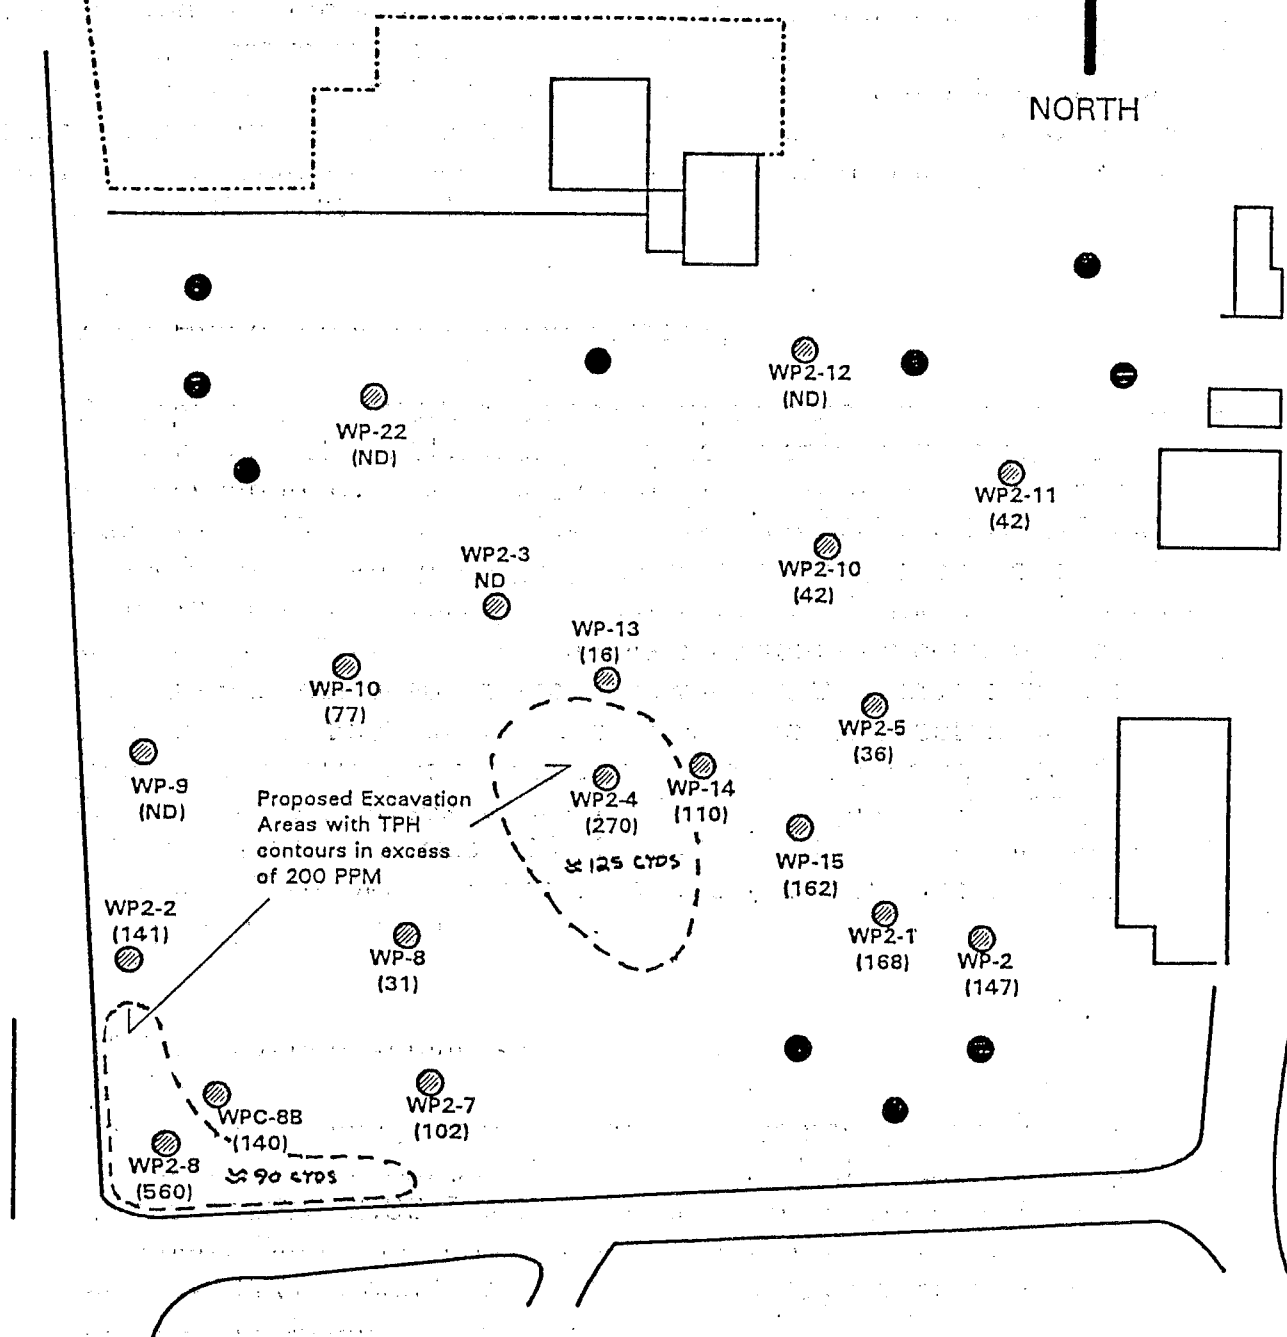 NORTH
WP2-12
(ND)
WP-22
(ND)
WP2-11
(42)
WP2-3
ND
WP2-10
(42)
WP-13
(16)
WP-10
(77)
WP2-5
(36)
WP-9
(ND)
Proposed Excavation
Areas with TPH
contours in excess
of 200 PPM
WP2-4
(270)
WP-14
(110)
≈125 CYDS
WP-15
(162)
WP2-2
(141)
WP-8
(31)
WP2-1
(168)
WP-2
(147)
WPC-8B
(140)
WP2-7
(102)
WP2-8
(560)
≈90 CYDS